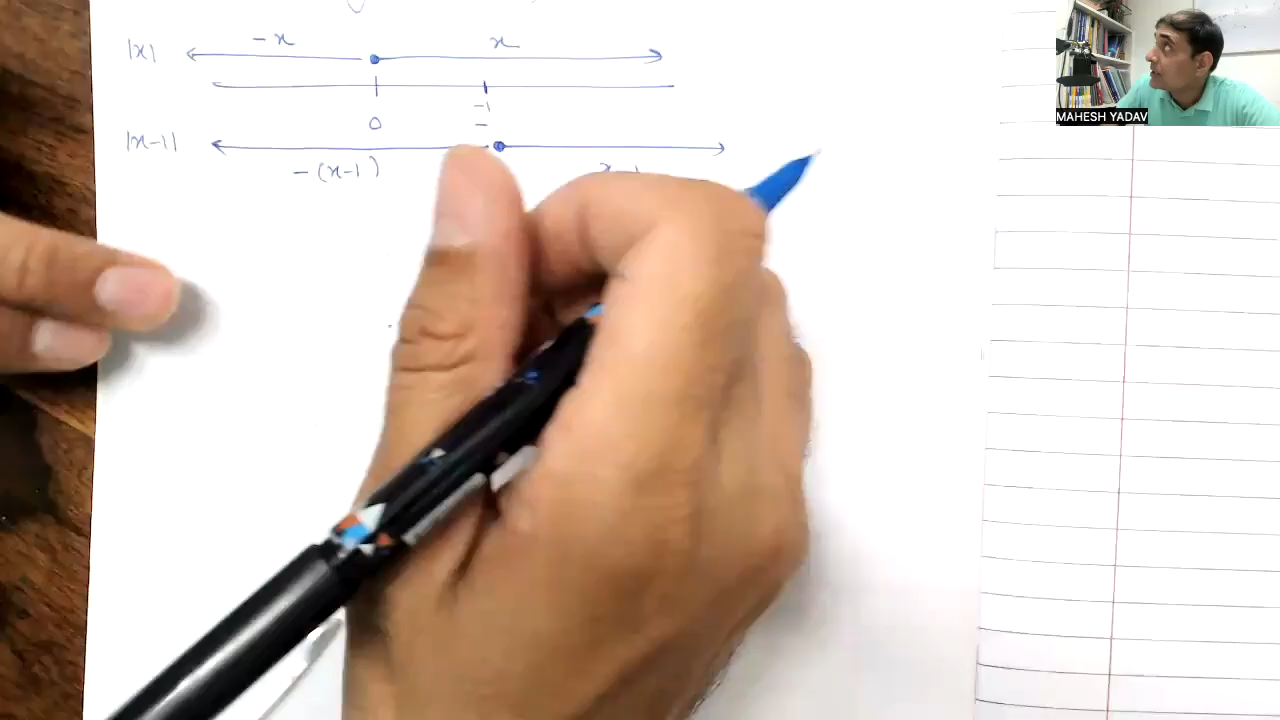 -x x
|x|
-1
0 -
|x-1|
-(x-1)
MAHESH YADAV